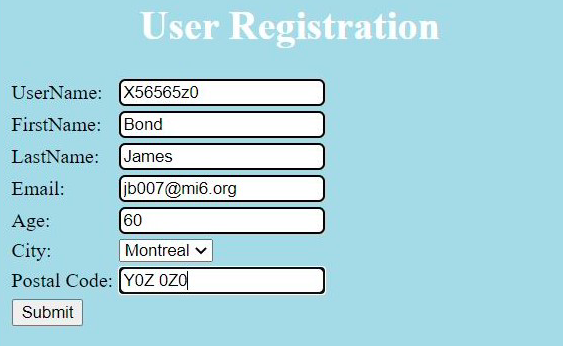 User Registration
UserName: X56565z0
FirstName: Bond
LastName: James
Email: jb007@mi6.org
Age: 60
City: Montreal
Postal Code: Y0Z 0Z0
Submit